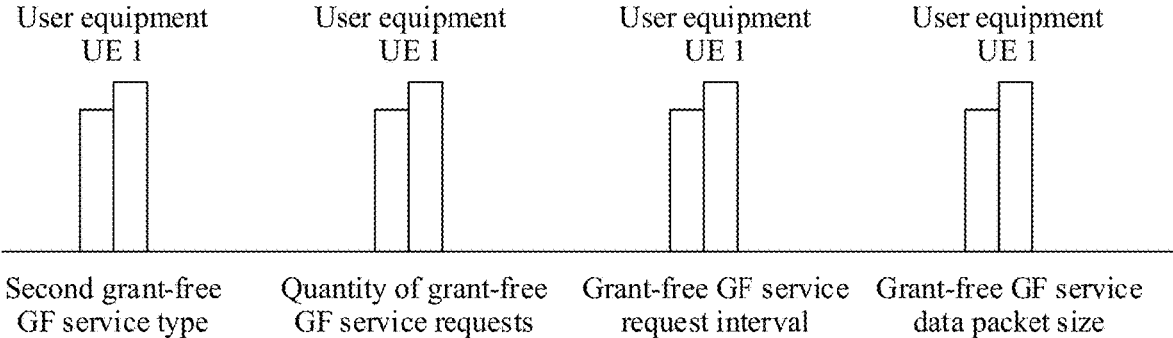 User equipment
UE 1
User equipment
UE 1
User equipment
UE 1
User equipment
UE 1
Second grant-free
GF service type
Quantity of grant-free
GF service requests
Grant-free GF service
request interval
Grant-free GF service
data packet size